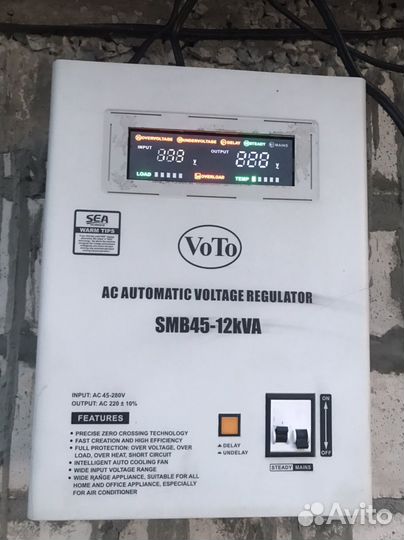 OVERVOLTAGE UNDERVOLTAGE DELAY STEADY MAINS
INPUT OUTPUT
V V
LOAD OVERLOAD TEMP
SEA
WARM TIPS
VoTo
AC AUTOMATIC VOLTAGE REGULATOR
SMB45-12kVA
INPUT: AC 45-280V
OUTPUT: AC 220 ± 10%
FEATURES
• PRECISE ZERO CROSSING TECHNOLOGY
• FAST CREATION AND HIGH EFFICIENCY
• FULL PROTECTION: OVER VOLTAGE, OVER
LOAD, OVER HEAT, SHORT CIRCUIT
• INTELLIGENT AUTO COOLING FAN
• WIDE INPUT VOLTAGE RANGE
• WIDE RANGE APPLIANCE, SUITABLE FOR ALL
HOME AND OFFICE APPLIANCE, ESPECIALLY
FOR AIR CONDITIONER
▲ DELAY
▬ UNDELAY
ON
OFF
STEADY MAINS
Avito